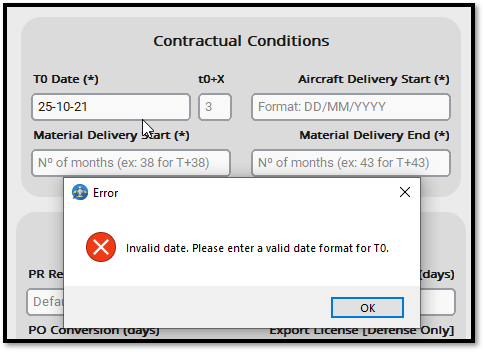 Contractual Conditions
T0 Date (*) t0+X Aircraft Delivery Start (*)
25-10-21 3 Format: DD/MM/YYYY
Material Delivery Start (*) Material Delivery End (*)
Nº of months (ex: 38 for T+38) Nº of months (ex: 43 for T+43)
Error
Invalid date. Please enter a valid date format for T0.
PR Re (days)
Defau
OK
PO Conversion (days) Export License [Defense Only]